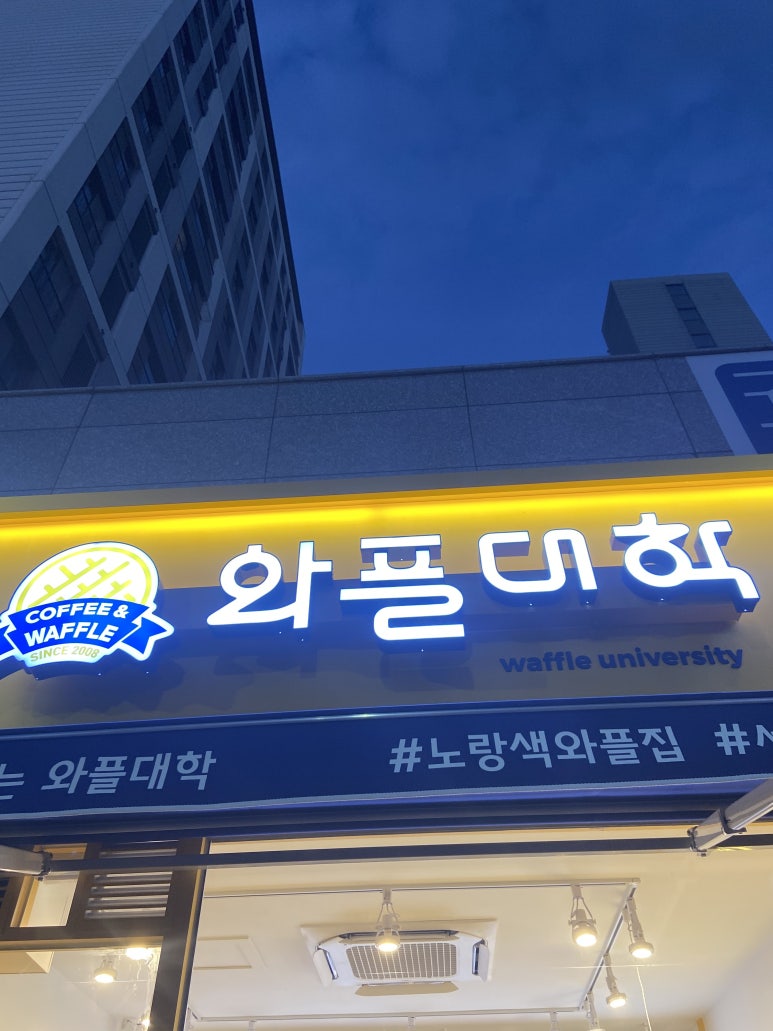 COFFEE &
WAFFLE
SINCE 2008
와플대학
waffle university
는 와플대학
#노랑색와플집